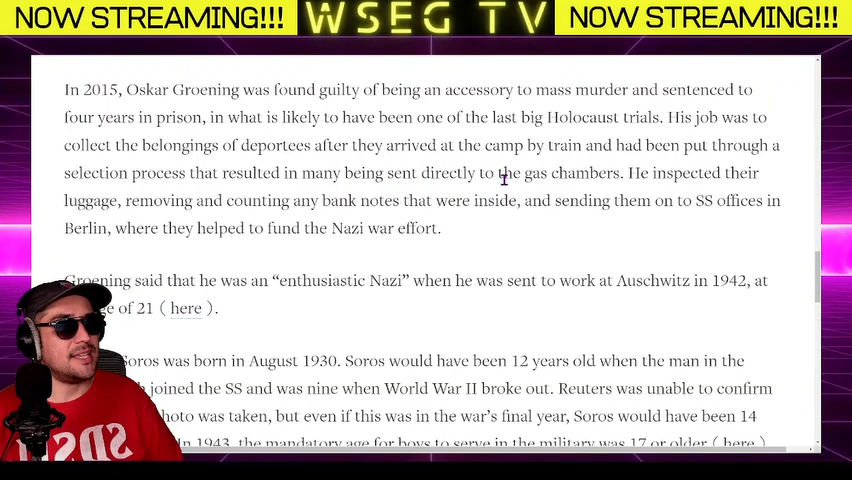 NOW STREAMING!!! WSEG TV NOW STREAMING!!!
In 2015, Oskar Groening was found guilty of being an accessory to mass murder and sentenced to
four years in prison, in what is likely to have been one of the last big Holocaust trials. His job was to
collect the belongings of deportees after they arrived at the camp by train and had been put through a
selection process that resulted in many being sent directly to the gas chambers. He inspected their
luggage, removing and counting any bank notes that were inside, and sending them on to SS offices in
Berlin, where they helped to fund the Nazi war effort.
Groening said that he was an “enthusiastic Nazi” when he was sent to work at Auschwitz in 1942, at
of 21 ( here ).
Soros was born in August 1930. Soros would have been 12 years old when the man in the
joined the SS and was nine when World War II broke out. Reuters was unable to confirm
photo was taken, but even if this was in the war’s final year, Soros would have been 14
In 1943, the mandatory age for boys to serve in the military was 17 or older ( here )